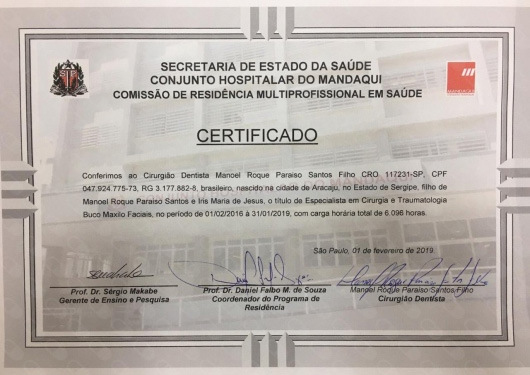 SECRETARIA DE ESTADO DA SAÚDE
CONJUNTO HOSPITALAR DO MANDAQUI
COMISSÃO DE RESIDÊNCIA MULTIPROFISSIONAL EM SAÚDE
MANDAQUI
CERTIFICADO
Conferimos ao Cirurgião Dentista Manoel Roque Paraiso Santos Filho CRO 117231-SP, CPF
047.924.775-73, RG 3.177.882-8, brasileiro, nascido na cidade de Aracajú, no Estado de Sergipe, filho de
Manoel Roque Paraiso Santos e Iris Maria de Jesus, o titulo de Especialista em Cirurgia e Traumatologia
Buco Maxilo Faciais, no período de 01/02/2016 à 31/01/2019, com carga horária total de 6.096 horas.
São Paulo, 01 de fevereiro de 2019
Prof. Dr. Sérgio Makabe
Gerente de Ensino e Pesquisa
Prof. Dr. Daniel Falbo M. de Souza
Coordenador do Programa de
Residência
Manoel Roque Paraiso Santos Filho
Cirurgião Dentista